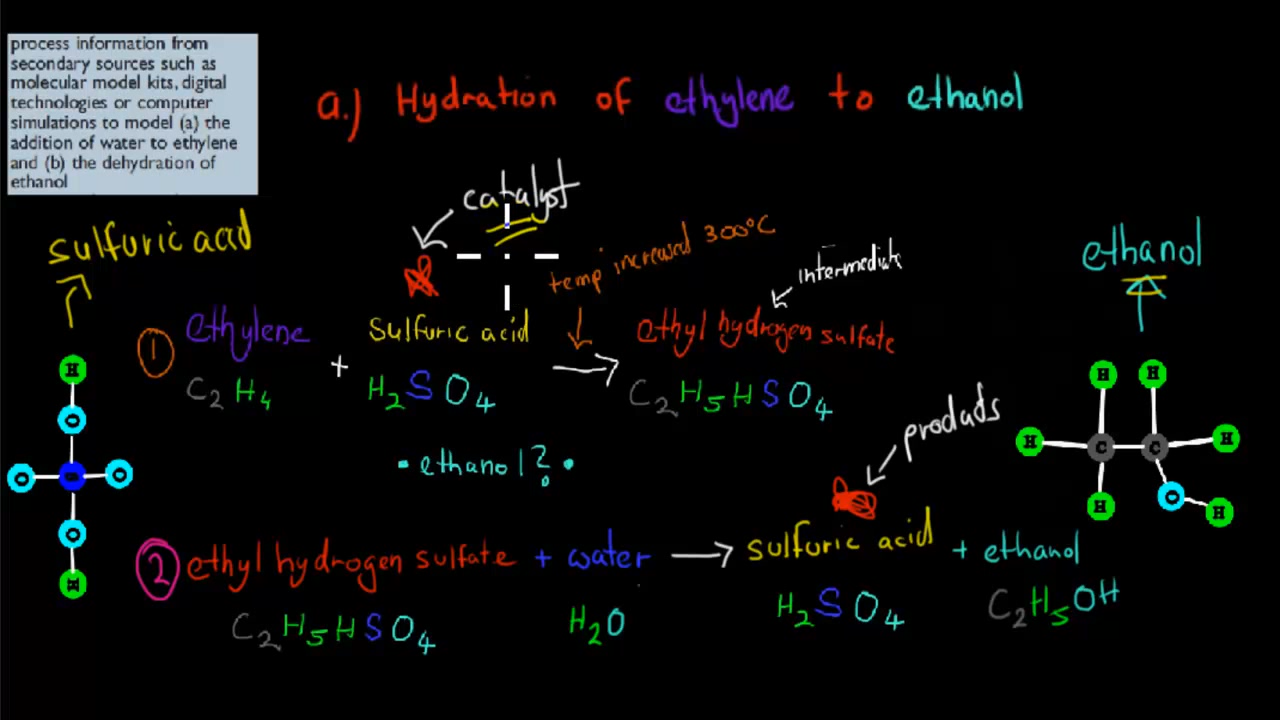 process information from
secondary sources such as
molecular model kits, digital
technologies or computer
simulations to model (a) the
addition of water to ethylene
and (b) the dehydration of
ethanol
a.) Hydration of ethylene to ethanol
catalyst
sulfuric acid
temp increased 300°C
intermediate
ethanol
1 ethylene + sulfuric acid → ethyl hydrogen sulfate
C2H4 H2SO4 C2H5HSO4
• ethanol? •
products
2 ethyl hydrogen sulfate + water → sulfuric acid + ethanol
C2H5HSO4 H2O H2SO4 C2H5OH
H
O
O O
O
H
H H
H C C H
H O H